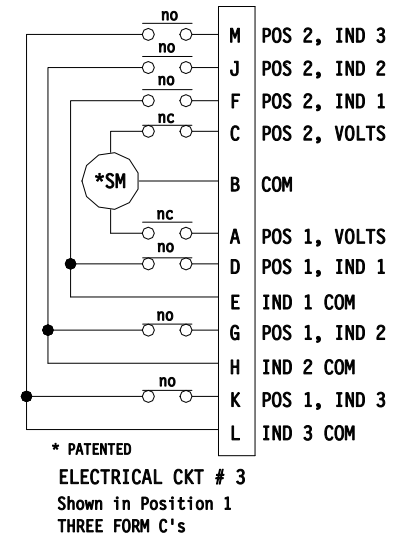 no
M POS 2, IND 3
no
J POS 2, IND 2
no
F POS 2, IND 1
nc
C POS 2, VOLTS
*SM
B COM
nc
A POS 1, VOLTS
no
D POS 1, IND 1
E IND 1 COM
no
G POS 1, IND 2
H IND 2 COM
no
K POS 1, IND 3
L IND 3 COM
* PATENTED
ELECTRICAL CKT # 3
Shown in Position 1
THREE FORM C's